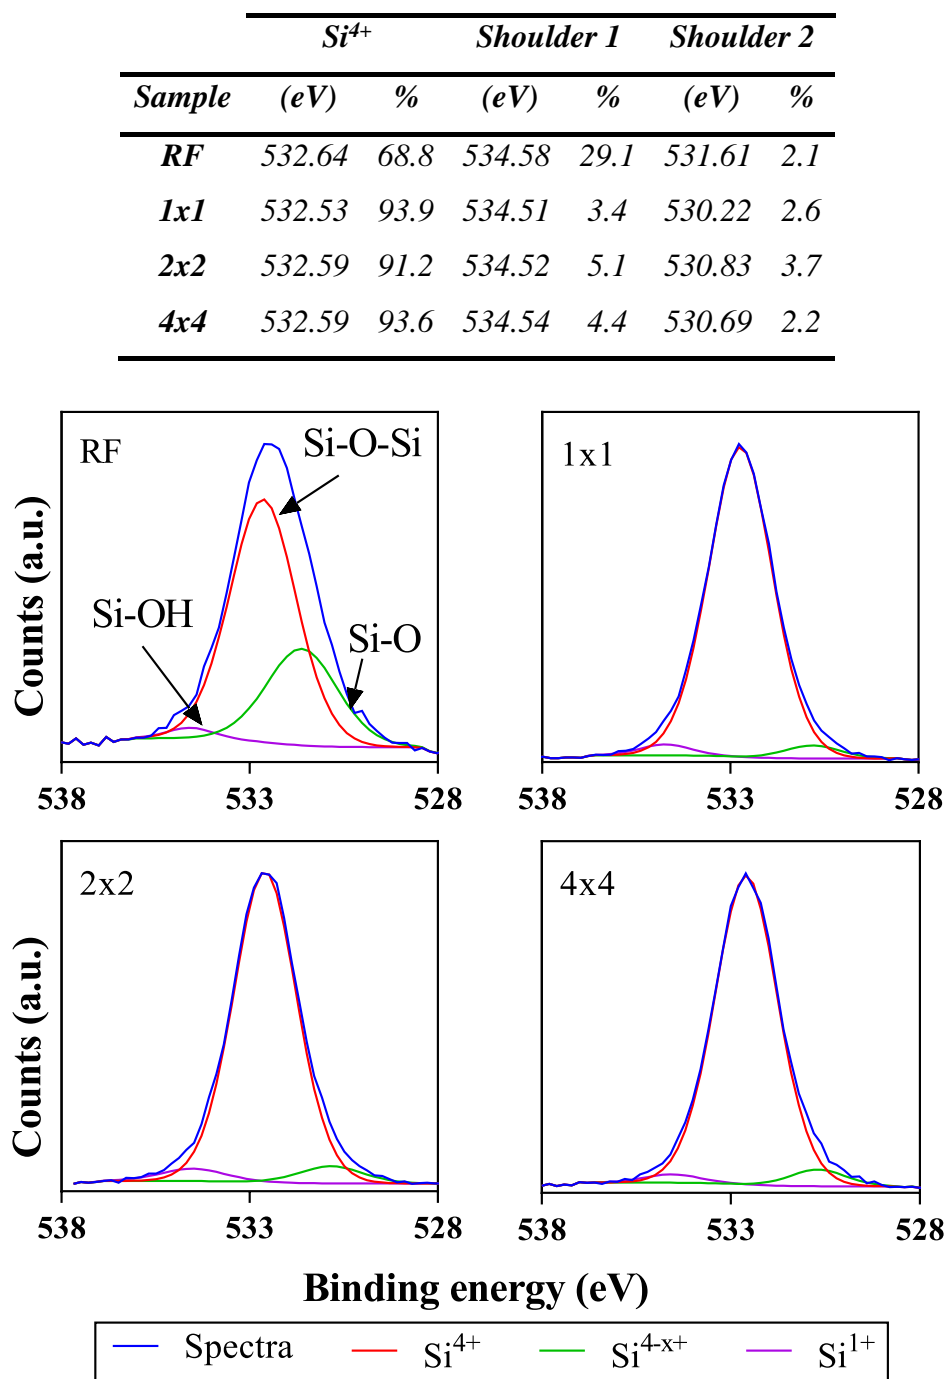 Si4+ Shoulder 1 Shoulder 2
Sample (eV) % (eV) % (eV) %
RF 532.64 68.8 534.58 29.1 531.61 2.1
1x1 532.53 93.9 534.51 3.4 530.22 2.6
2x2 532.59 91.2 534.52 5.1 530.83 3.7
4x4 532.59 93.6 534.54 4.4 530.69 2.2
RF
Si-O-Si
Si-OH
Si-O
1x1
Counts (a.u.)
538 533 528
538 533 528
2x2
4x4
Counts (a.u.)
538 533 528
538 533 528
Binding energy (eV)
Spectra Si4+ Si4-x+ Si1+